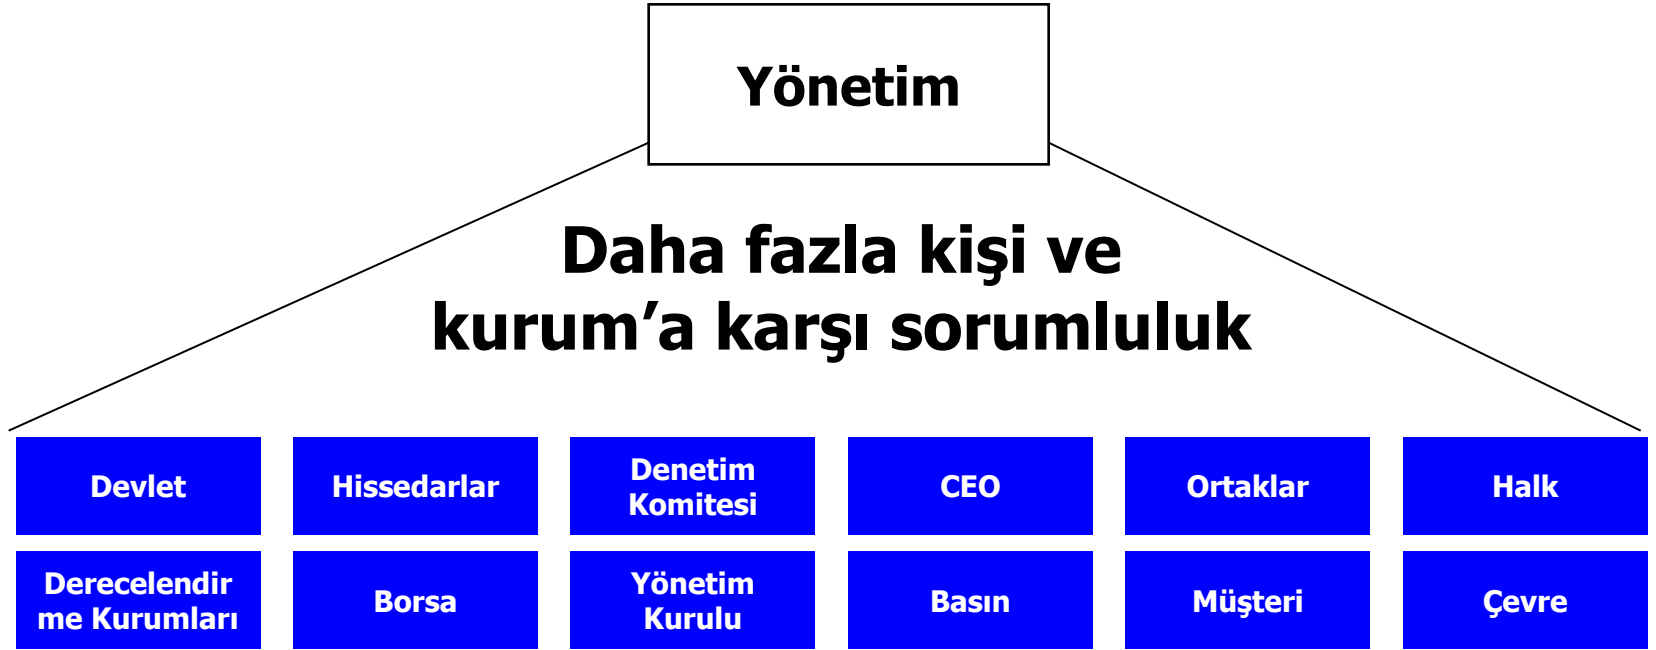 Yönetim
Daha fazla kişi ve
kurum’a karşı sorumluluk
Devlet
Hissedarlar
Denetim
Komitesi
CEO
Ortaklar
Halk
Derecelendir
me Kurumları
Borsa
Yönetim
Kurulu
Basın
Müşteri
Çevre